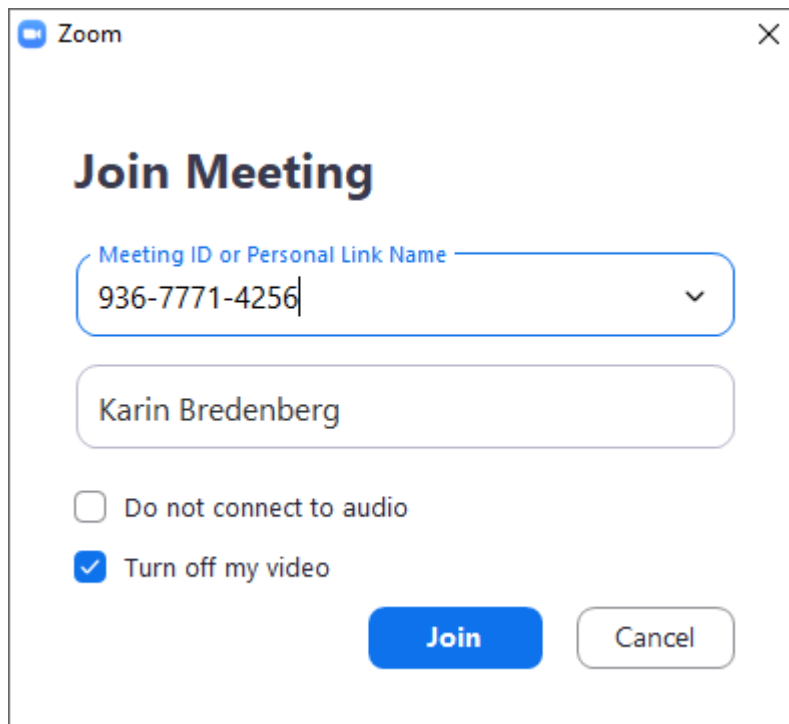 Zoom
Join Meeting
Meeting ID or Personal Link Name
936-7771-4256
Karin Bredenberg
Do not connect to audio
Turn off my video
Join Cancel